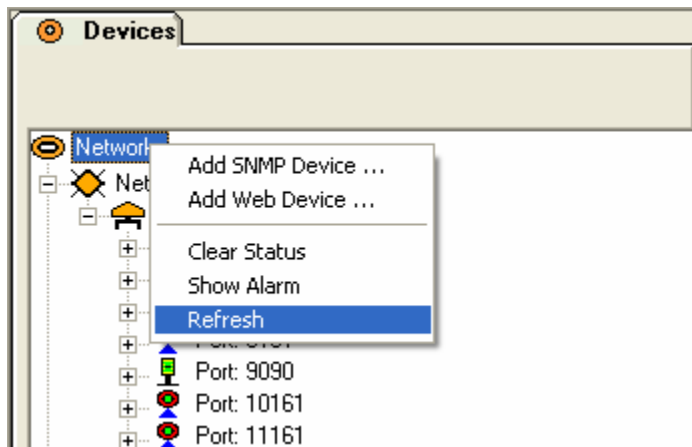 Devices
Network
Net
Add SNMP Device ...
Add Web Device ...
Clear Status
Show Alarm
Refresh
Port: 9090
Port: 10161
Port: 11161